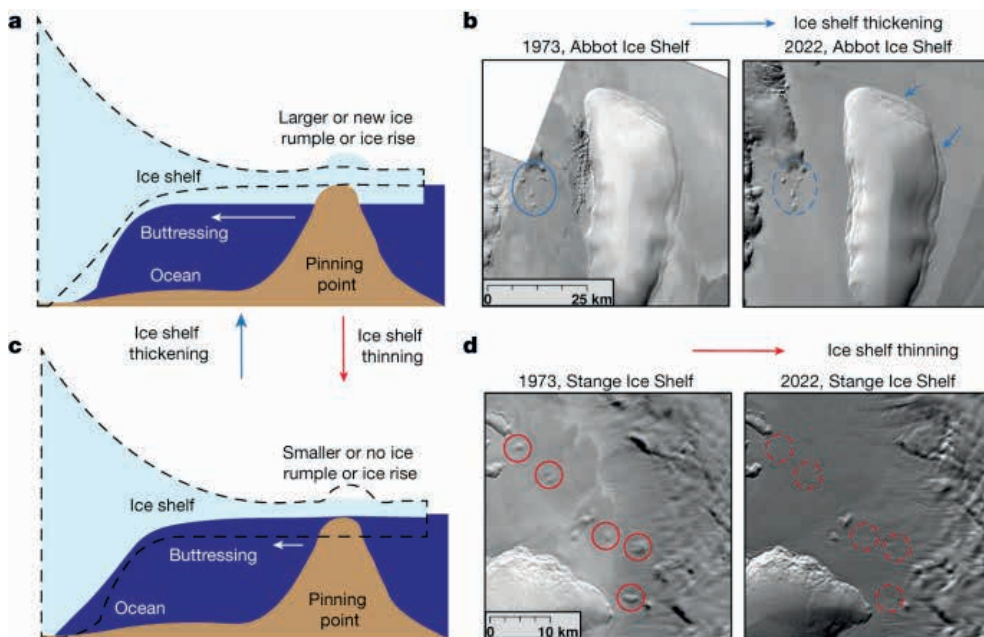 a
Larger or new ice
rumple or ice rise
Ice shelf
Buttressing
Ocean
Pinning
point
Ice shelf
thickening
Ice shelf
thinning
b
Ice shelf thickening
1973, Abbot Ice Shelf
2022, Abbot Ice Shelf
0
25 km
c
Smaller or no ice
rumple or ice rise
Ice shelf
Buttressing
Ocean
Pinning
point
d
Ice shelf thinning
1973, Stange Ice Shelf
2022, Stange Ice Shelf
0
10 km